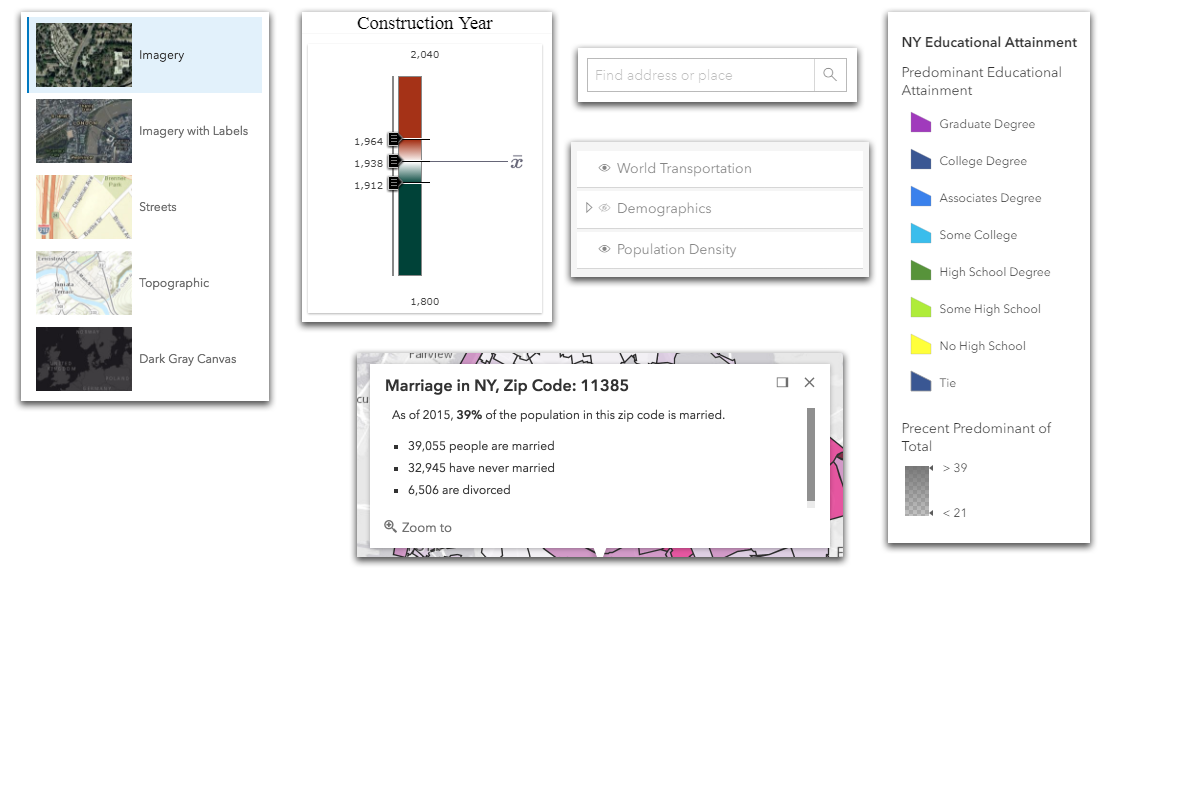 Imagery
Imagery with Labels
Streets
Topographic
Dark Gray Canvas
Construction Year
2,040
1,964
1,938
1,912
x̅
1,800
Find address or place
World Transportation
Demographics
Population Density
Fairview
Marriage in NY, Zip Code: 11385
As of 2015, 39% of the population in this zip code is married.
39,055 people are married
32,945 have never married
6,506 are divorced
Zoom to
NY Educational Attainment
Predominant Educational
Attainment
Graduate Degree
College Degree
Associates Degree
Some College
High School Degree
Some High School
No High School
Tie
Precent Predominant of
Total
> 39
< 21